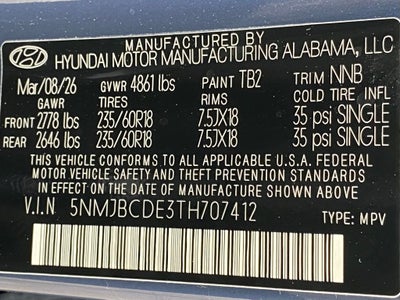 MANUFACTURED BY
HYUNDAI MOTOR MANUFACTURING ALABAMA, LLC
Mar/08/26 GVWR 4861 lbs PAINT TB2 TRIM NNB
GAWR TIRES RIMS COLD TIRE INFL
FRONT 2778 lbs 235/60R18 7.5JX18 35 psi SINGLE
REAR 2646 lbs 235/60R18 7.5JX18 35 psi SINGLE
THIS VEHICLE CONFORMS TO ALL APPLICABLE U.S.A. FEDERAL
MOTOR VEHICLE SAFETY AND THEFT PREVENTION STANDARDS
IN EFFECT ON THE DATE OF MANUFACTURE SHOWN ABOVE.
V.I.N 5NMJBCDE3TH707412 TYPE: MPV